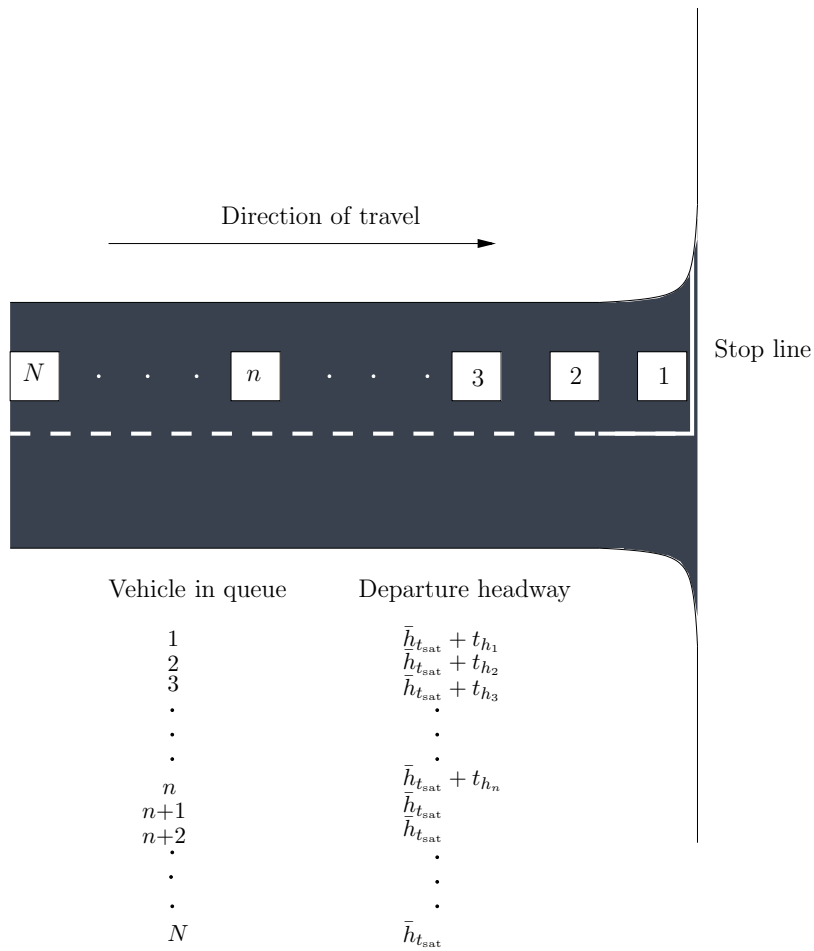 Direction of travel
Stop line
N . . . n . . . 3 2 1
Vehicle in queue Departure headway
1 h̄_{t_sat} + t_{h_1}
2 h̄_{t_sat} + t_{h_2}
3 h̄_{t_sat} + t_{h_3}
. .
. .
. .
n h̄_{t_sat} + t_{h_n}
n+1 h̄_{t_sat}
n+2 h̄_{t_sat}
. .
. .
. .
N h̄_{t_sat}